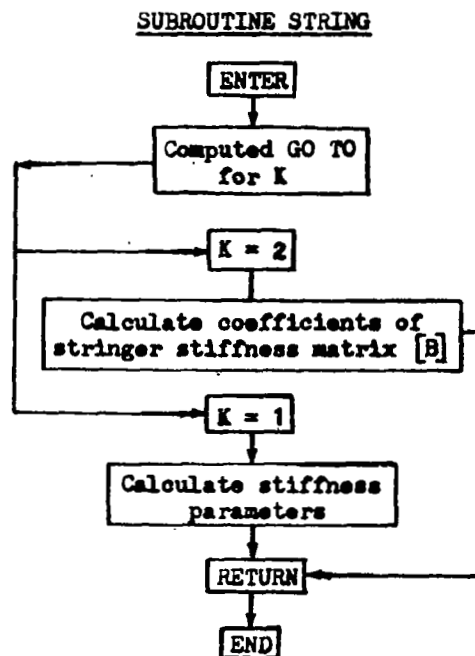 SUBROUTINE STRING
ENTER
Computed GO TO
for K
K = 2
Calculate coefficients of
stringer stiffness matrix [B]
K = 1
Calculate stiffness
parameters
RETURN
END